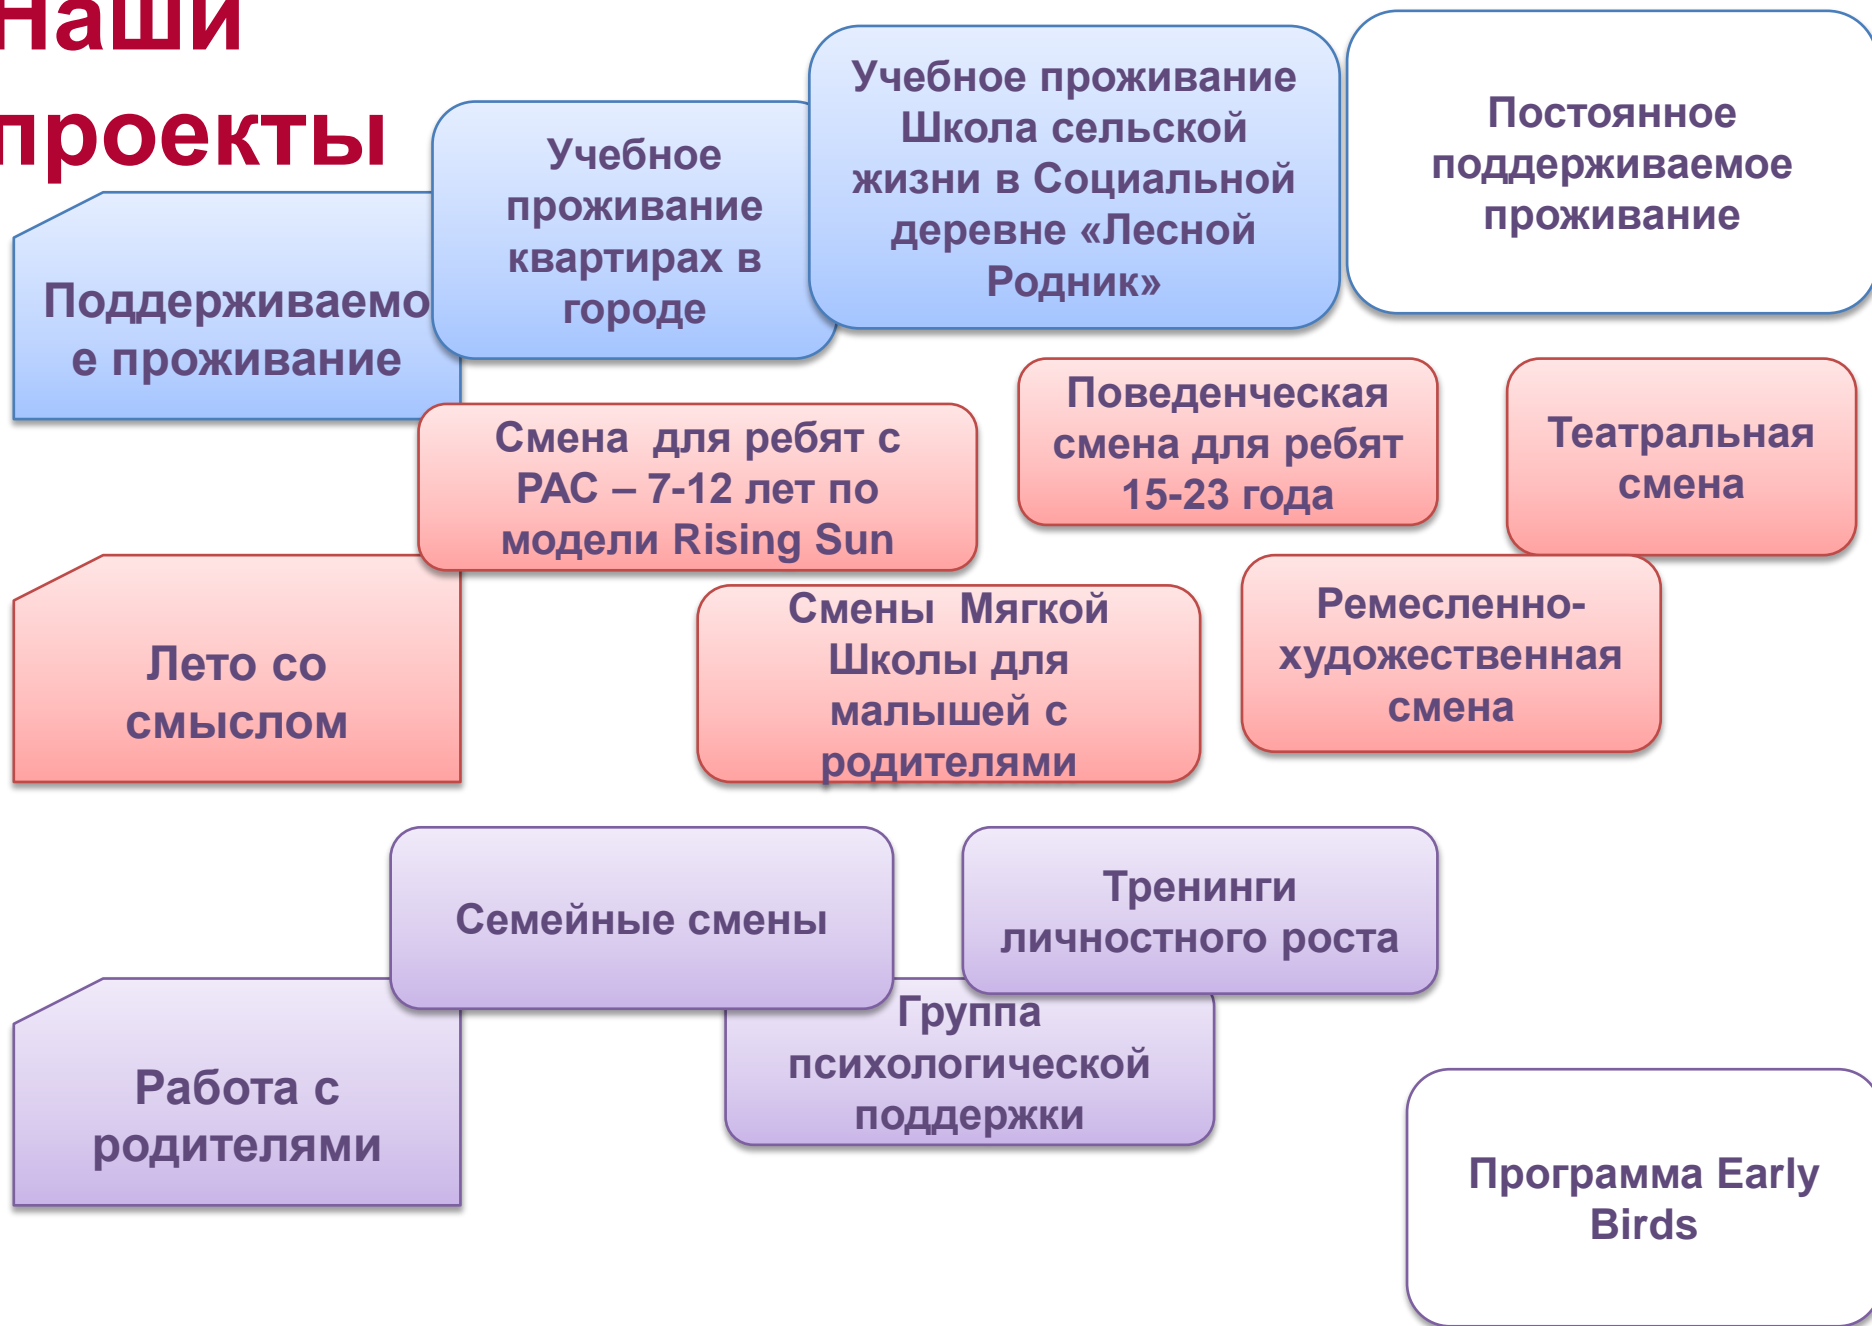 Наши
проекты
Учебное
проживание
квартирах в
городе
Учебное проживание
Школа сельской
жизни в Социальной
деревне «Лесной
Родник»
Постоянное
поддерживаемое
проживание
Поддерживаемо
е проживание
Смена для ребят с
РАС – 7-12 лет по
модели Rising Sun
Поведенческая
смена для ребят
15-23 года
Театральная
смена
Лето со
смыслом
Смены Мягкой
Школы для
малышей с
родителями
Ремесленно-
художественная
смена
Семейные смены
Тренинги
личностного роста
Работа с
родителями
Группа
психологической
поддержки
Программа Early
Birds